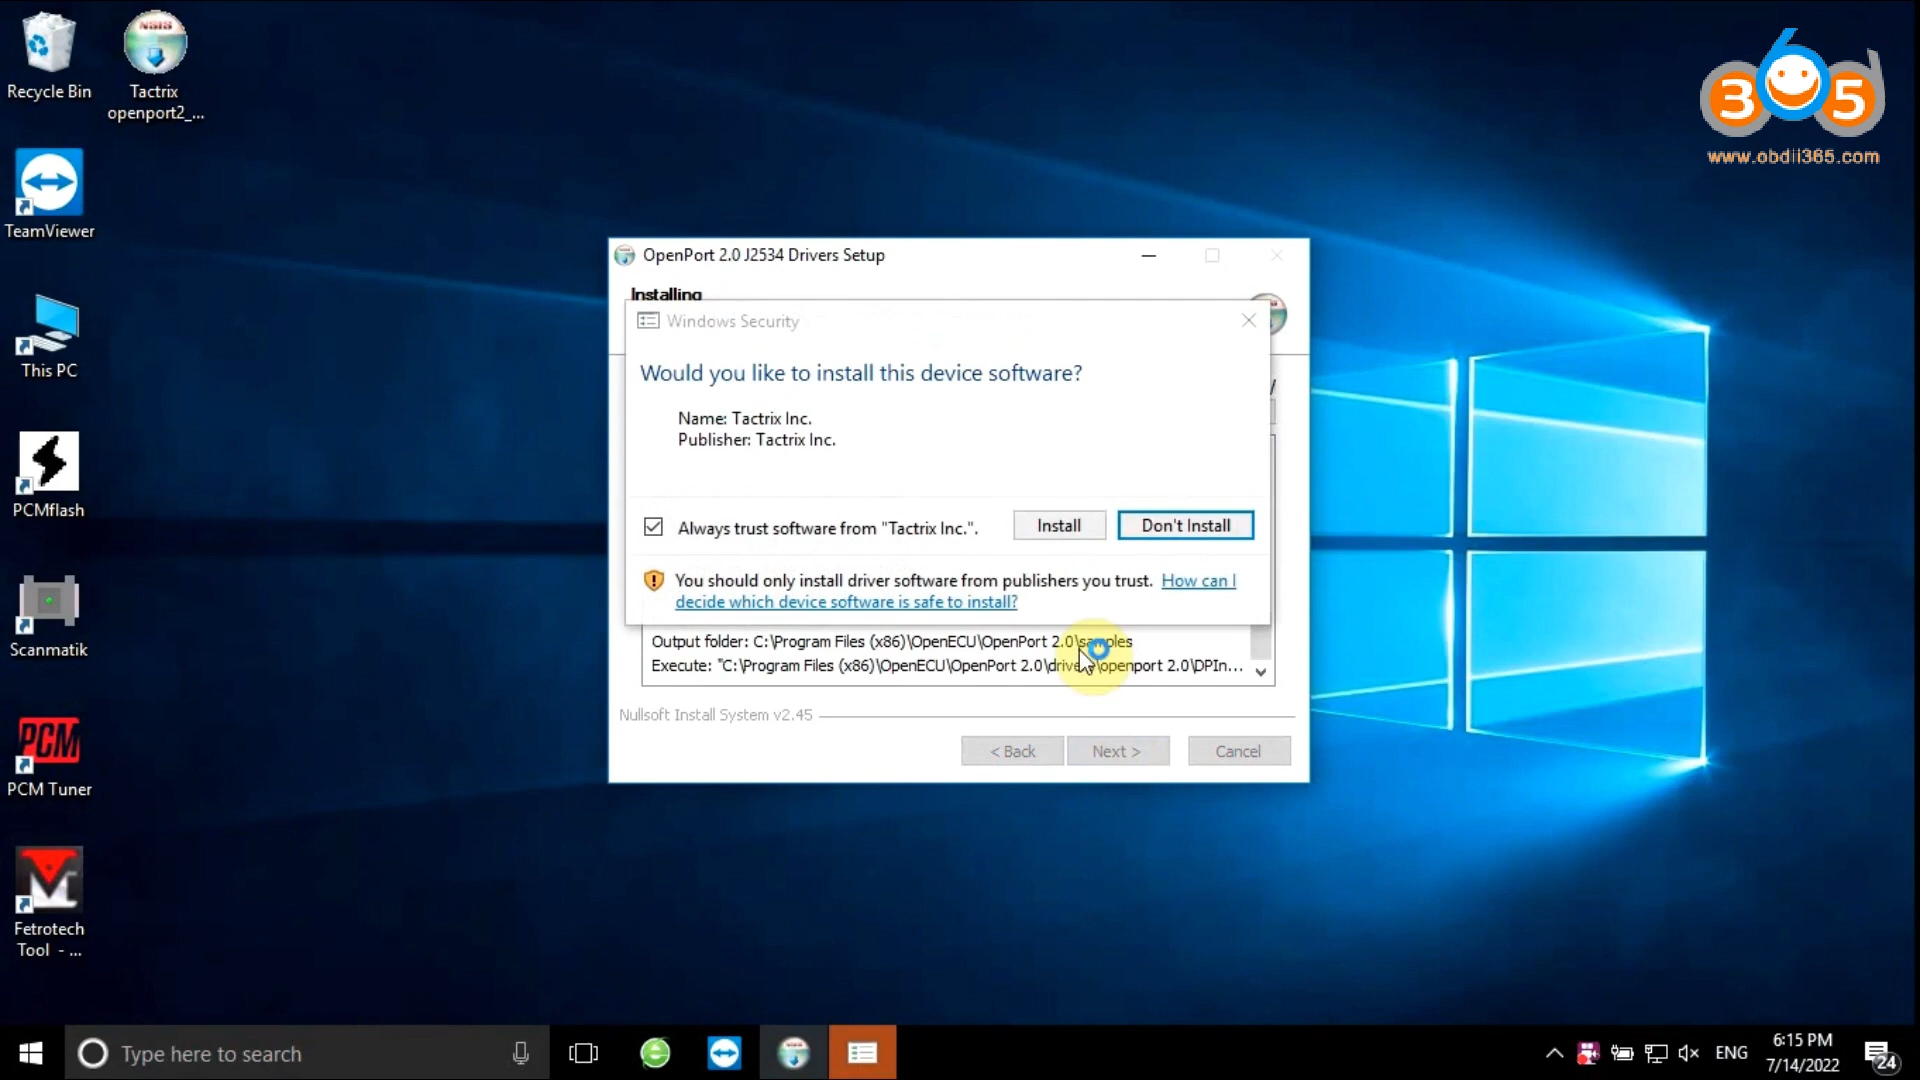 Recycle Bin
NSIS
Tactrix
openport2_...
TeamViewer
This PC
PCMflash
Scanmatik
PCM
PCM Tuner
Fetrotech
Tool - ...
365d
www.obdii365.com
OpenPort 2.0 J2534 Drivers Setup
Installing
Windows Security
Would you like to install this device software?
Name: Tactrix Inc.
Publisher: Tactrix Inc.
Always trust software from "Tactrix Inc.".
Install
Don't Install
You should only install driver software from publishers you trust. How can I
decide which device software is safe to install?
Output folder: C:\Program Files (x86)\OpenECU\OpenPort 2.0\samples
Execute: "C:\Program Files (x86)\OpenECU\OpenPort 2.0\drivers\openport 2.0\DPIn...
Nullsoft Install System v2.45
< Back
Next >
Cancel
Type here to search
ENG
6:15 PM
7/14/2022
24